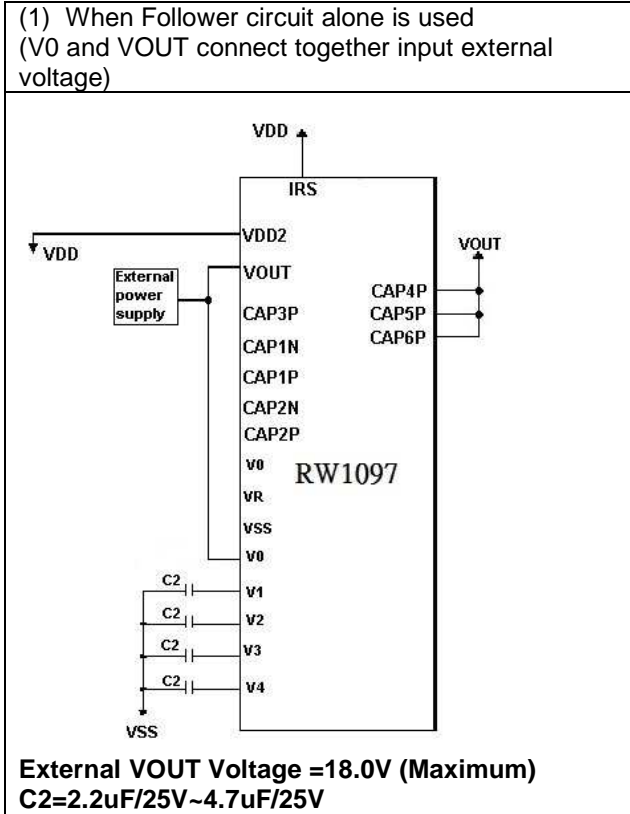 (1) When Follower circuit alone is used
(V0 and VOUT connect together input external
voltage)
VDD
IRS
VDD2
VDD
VOUT
VOUT
External
power
supply
CAP4P
CAP3P
CAP5P
CAP6P
CAP1N
CAP1P
CAP2N
CAP2P
V0
RW1097
VR
VSS
V0
C2
V1
C2
V2
C2
V3
C2
V4
VSS
External VOUT Voltage =18.0V (Maximum)
C2=2.2uF/25V~4.7uF/25V